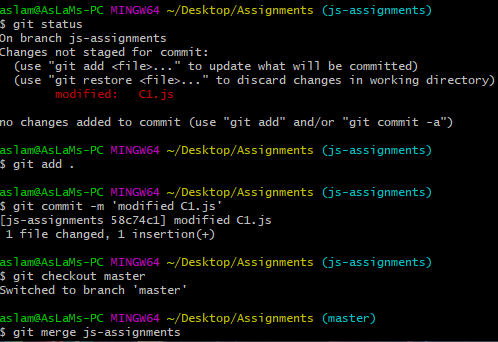 aslam@AsLaMs-PC MINGW64 ~/Desktop/Assignments (js-assignments)
$ git status
On branch js-assignments
Changes not staged for commit:
  (use "git add <file>..." to update what will be committed)
  (use "git restore <file>..." to discard changes in working directory)
        modified:   C1.js

no changes added to commit (use "git add" and/or "git commit -a")

aslam@AsLaMs-PC MINGW64 ~/Desktop/Assignments (js-assignments)
$ git add .

aslam@AsLaMs-PC MINGW64 ~/Desktop/Assignments (js-assignments)
$ git commit -m 'modified C1.js'
[js-assignments 58c74c1] modified C1.js
 1 file changed, 1 insertion(+)

aslam@AsLaMs-PC MINGW64 ~/Desktop/Assignments (js-assignments)
$ git checkout master
Switched to branch 'master'

aslam@AsLaMs-PC MINGW64 ~/Desktop/Assignments (master)
$ git merge js-assignments